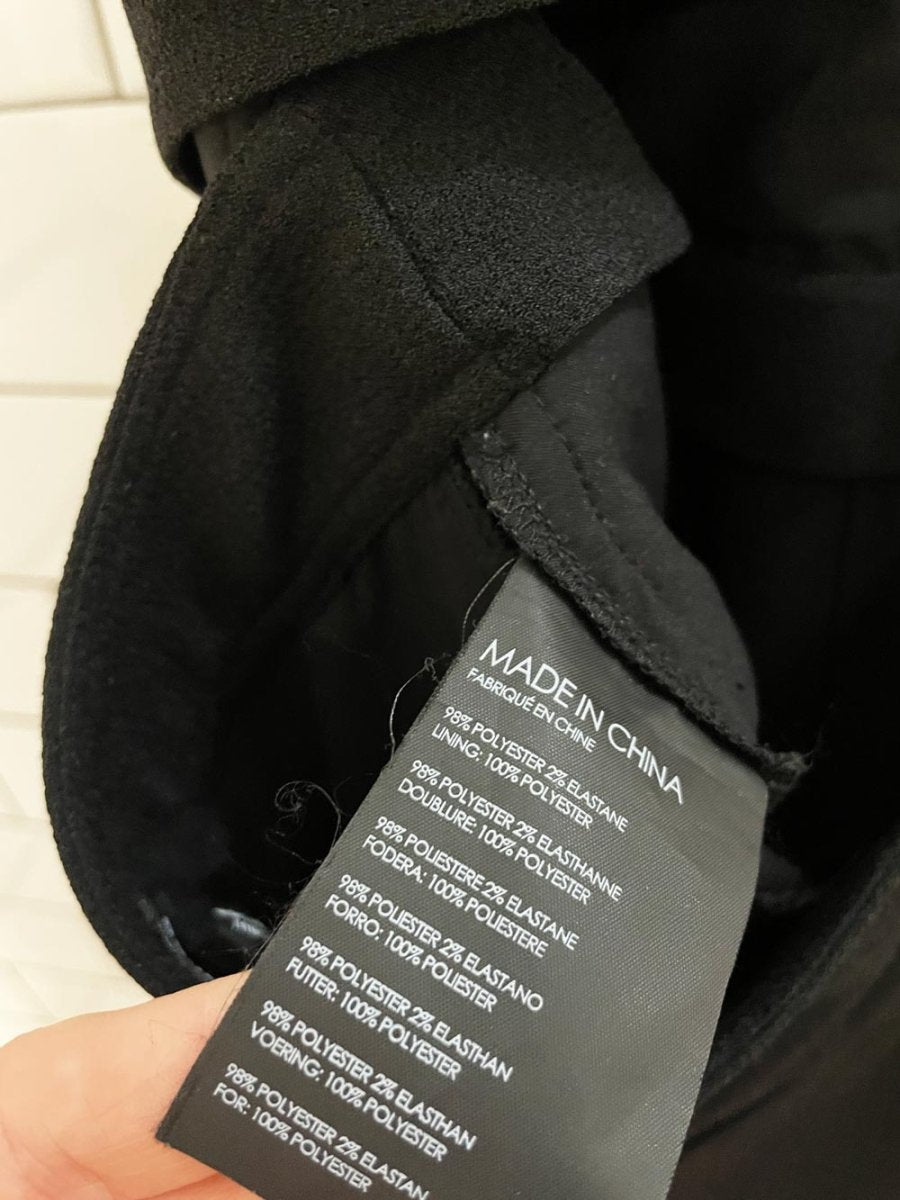 MADE IN CHINA
FABRIQUÉ EN CHINE
98% POLYESTER 2% ELASTANE
LINING: 100% POLYESTER
98% POLYESTER 2% ELASTHANNE
DOUBLURE: 100% POLYESTER
98% POLIESTERE 2% ELASTANE
FODERA: 100% POLIESTERE
98% POLIESTER 2% ELASTANO
FORRO: 100% POLIESTER
98% POLYESTER 2% ELASTHAN
FUTTER: 100% POLYESTER
98% POLYESTER 2% ELASTHAN
VOERING: 100% POLYESTER
98% POLYESTER 2% ELASTAN
FOR: 100% POLYESTER